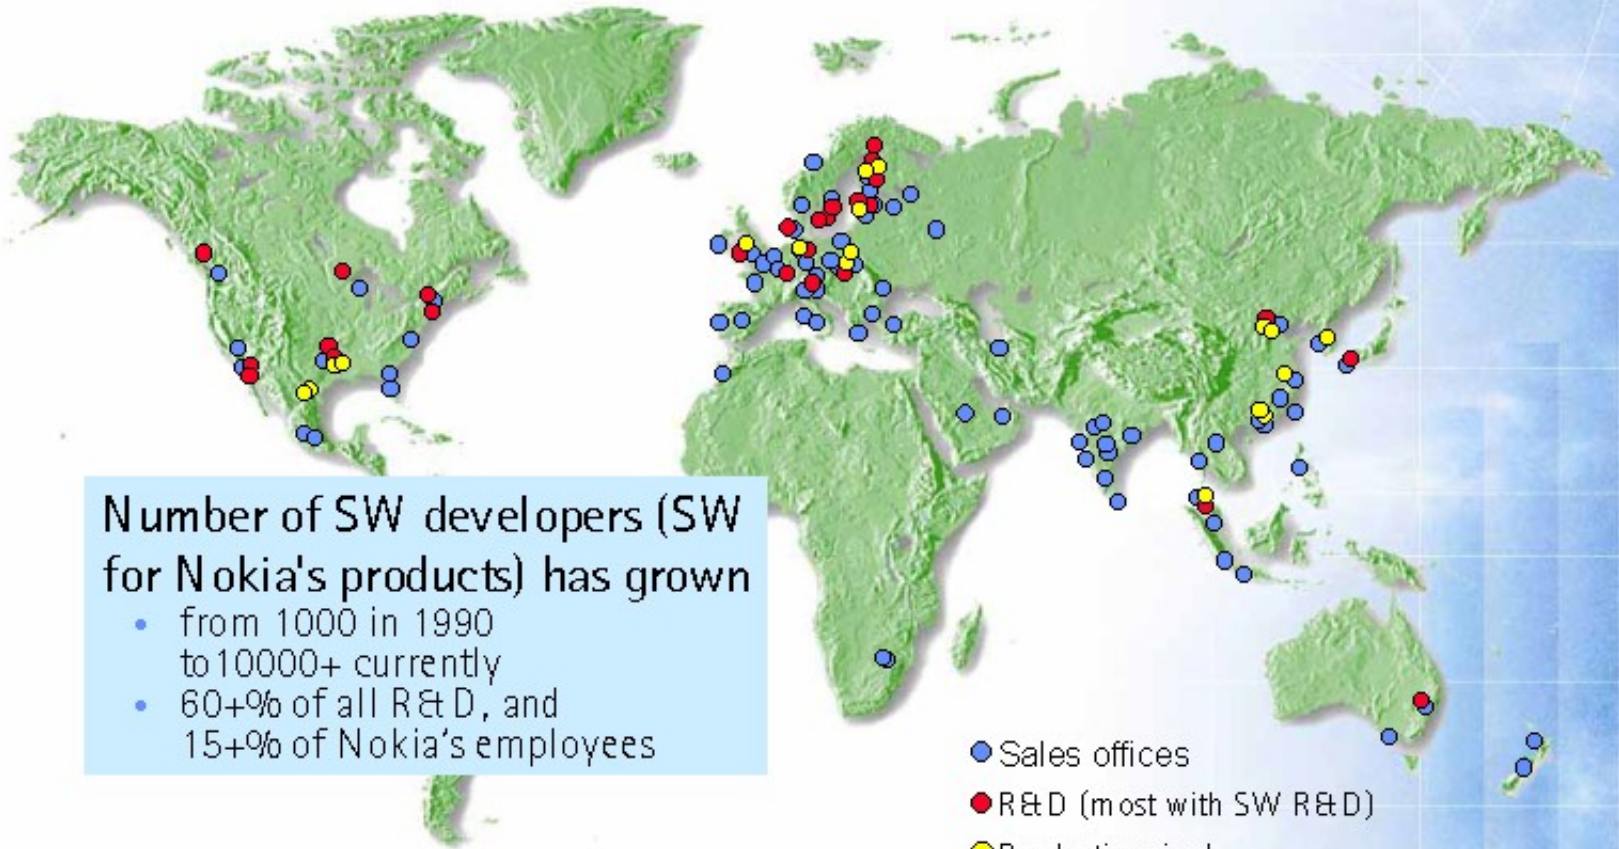 Number of SW developers (SW
for Nokia's products) has grown
• from 1000 in 1990
to10000+ currently
• 60+% of all R&D, and
15+% of Nokia's employees
Sales offices
R&D (most with SW R&D)